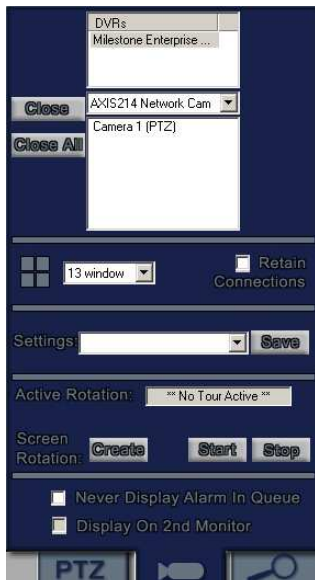 DVRs
Milestone Enterprise ...
Close
AXIS214 Network Cam
Close All
Camera 1 (PTZ)
13 window
Retain Connections
Settings:
Save
Active Rotation:
** No Tour Active **
Screen Rotation:
Create
Start
Stop
Never Display Alarm In Queue
Display On 2nd Monitor
PTZ